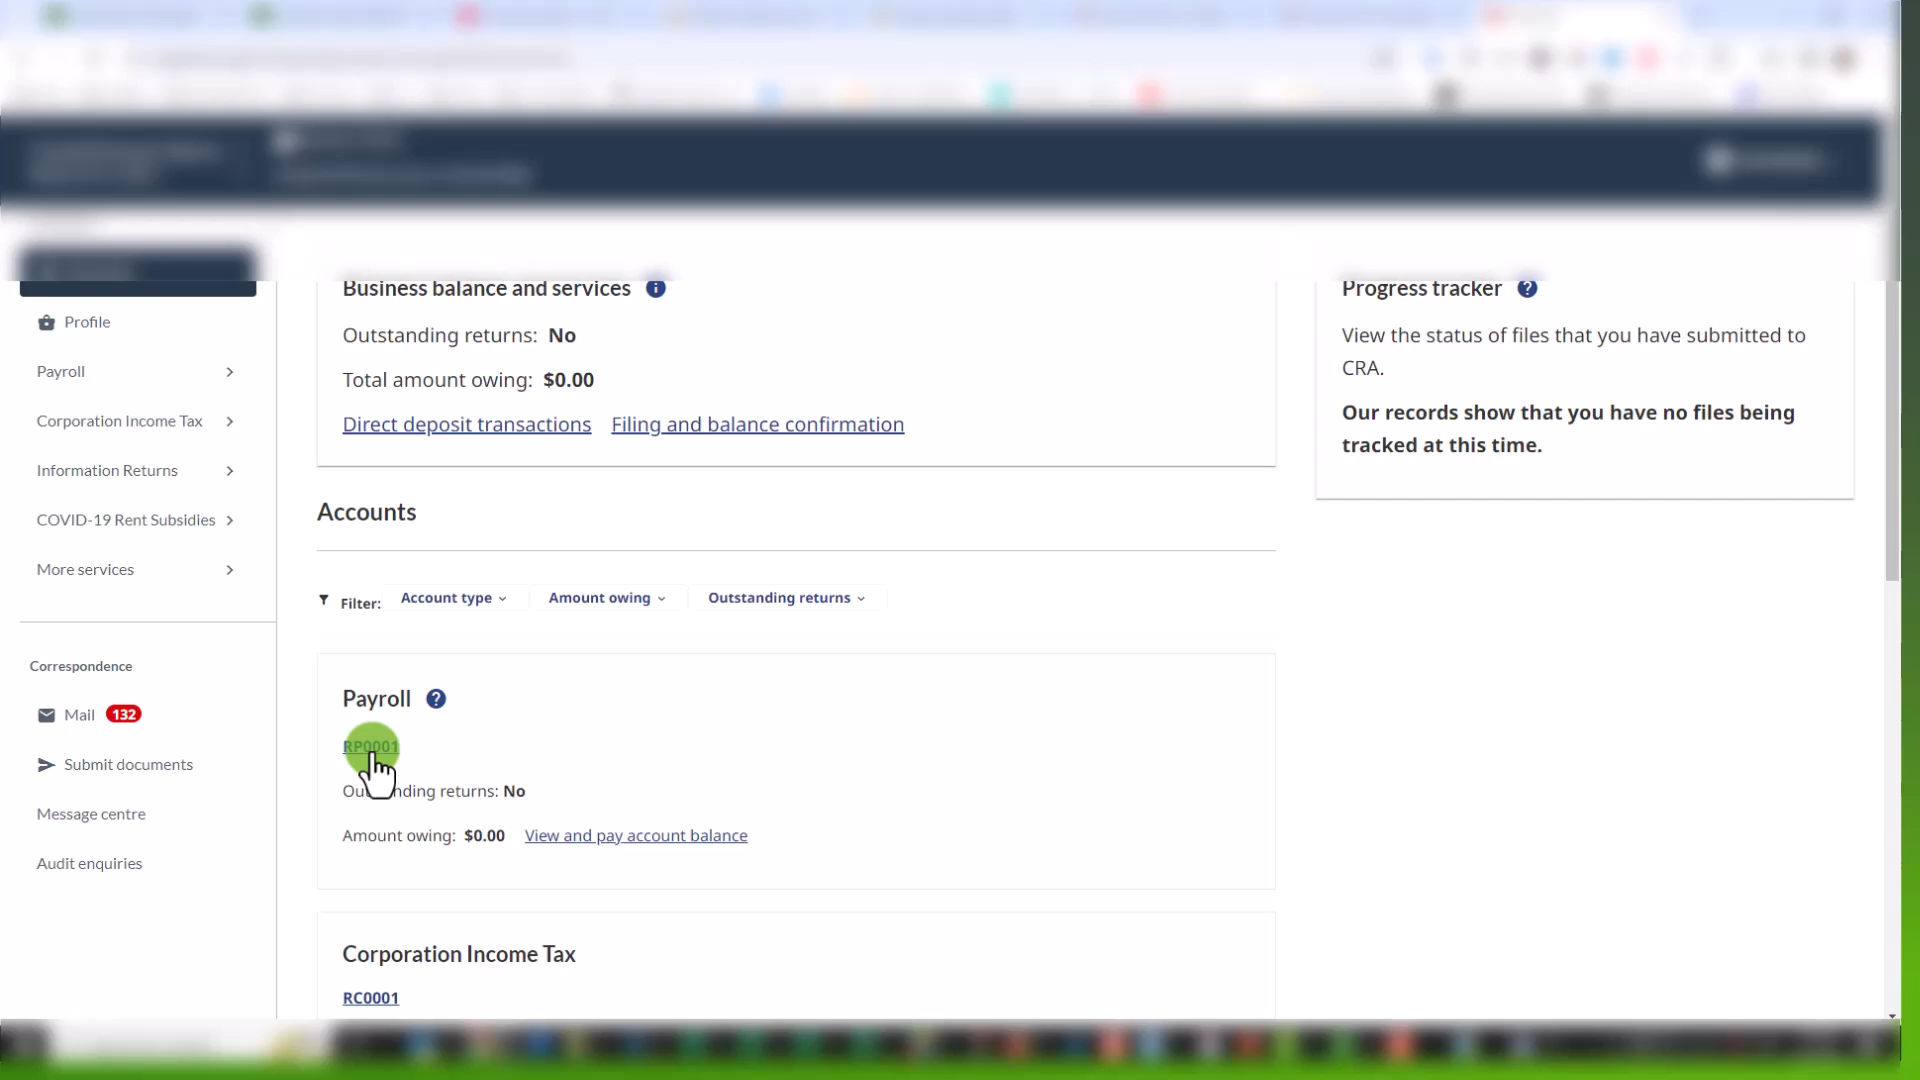 Business balance and services
Outstanding returns: No
Total amount owing: $0.00
Direct deposit transactions Filing and balance confirmation
Progress tracker
View the status of files that you have submitted to
CRA.
Our records show that you have no files being
tracked at this time.
Profile
Payroll
Corporation Income Tax
Information Returns
COVID-19 Rent Subsidies
More services
Correspondence
Mail 132
Submit documents
Message centre
Audit enquiries
Accounts
Filter: Account type Amount owing Outstanding returns
Payroll
RP0001
returns: No
Amount owing: $0.00 View and pay account balance
Corporation Income Tax
RC0001